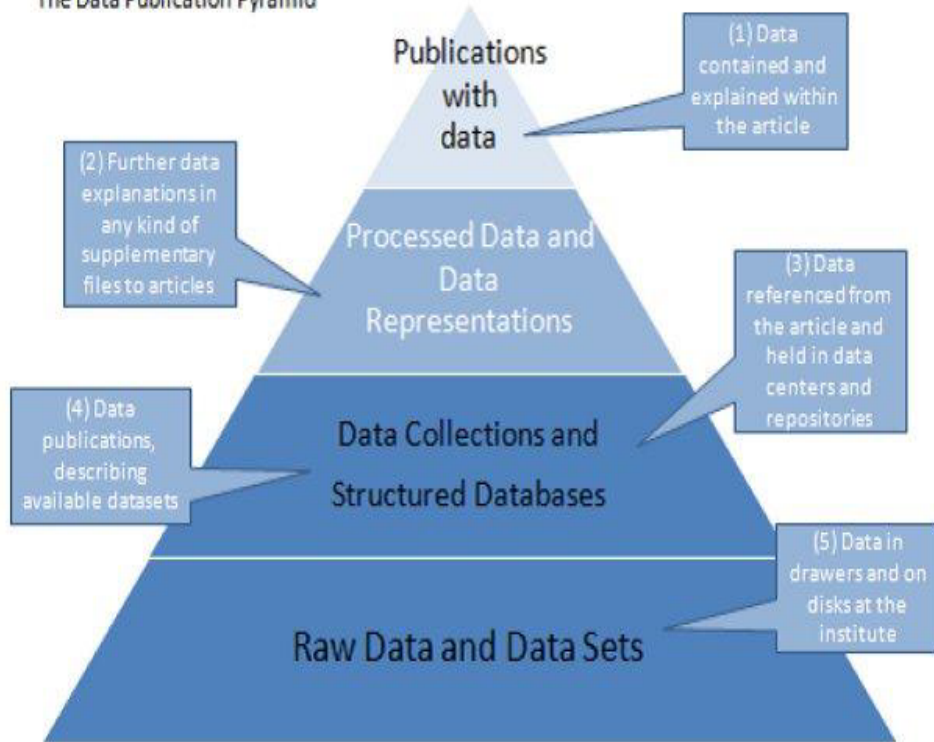 The Data Publication Pyramid
Publications
with
data
(1) Data
contained and
explained within
the article
(2) Further data
explanations in
any kind of
supplementary
files to articles
Processed Data and
Data
Representations
(3) Data
referenced from
the article and
held in data
centers and
repositories
(4) Data
publications,
describing
available datasets
Data Collections and
Structured Databases
(5) Data in
drawers and on
disks at the
institute
Raw Data and Data Sets